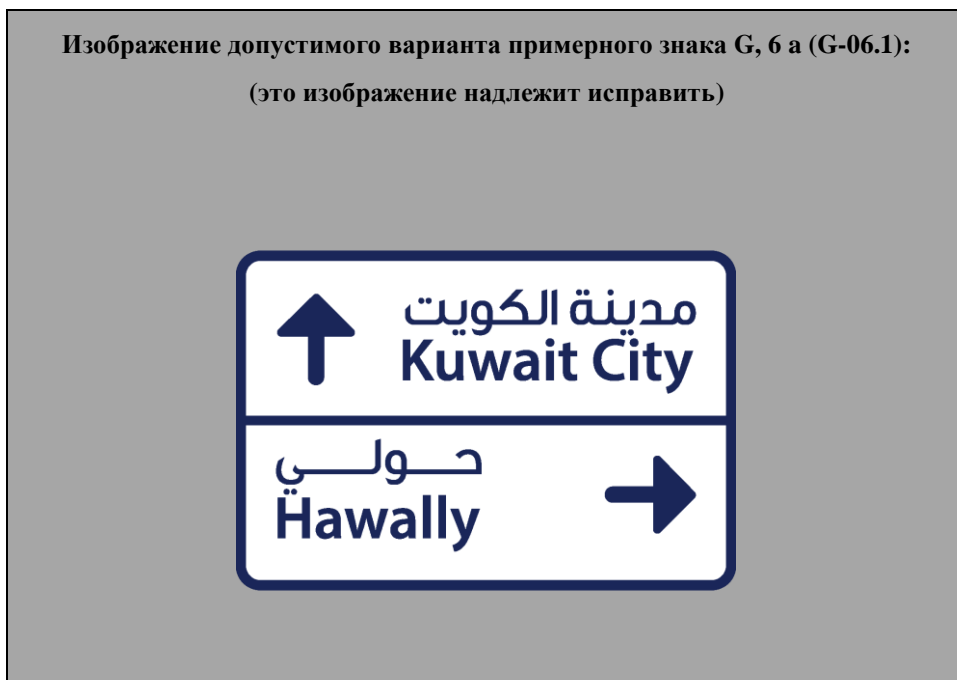 Изображение допустимого варианта примерного знака G, 6 a (G-06.1):
(это изображение надлежит исправить)
مدينة الكويت
Kuwait City
حـــولـــي
Hawally